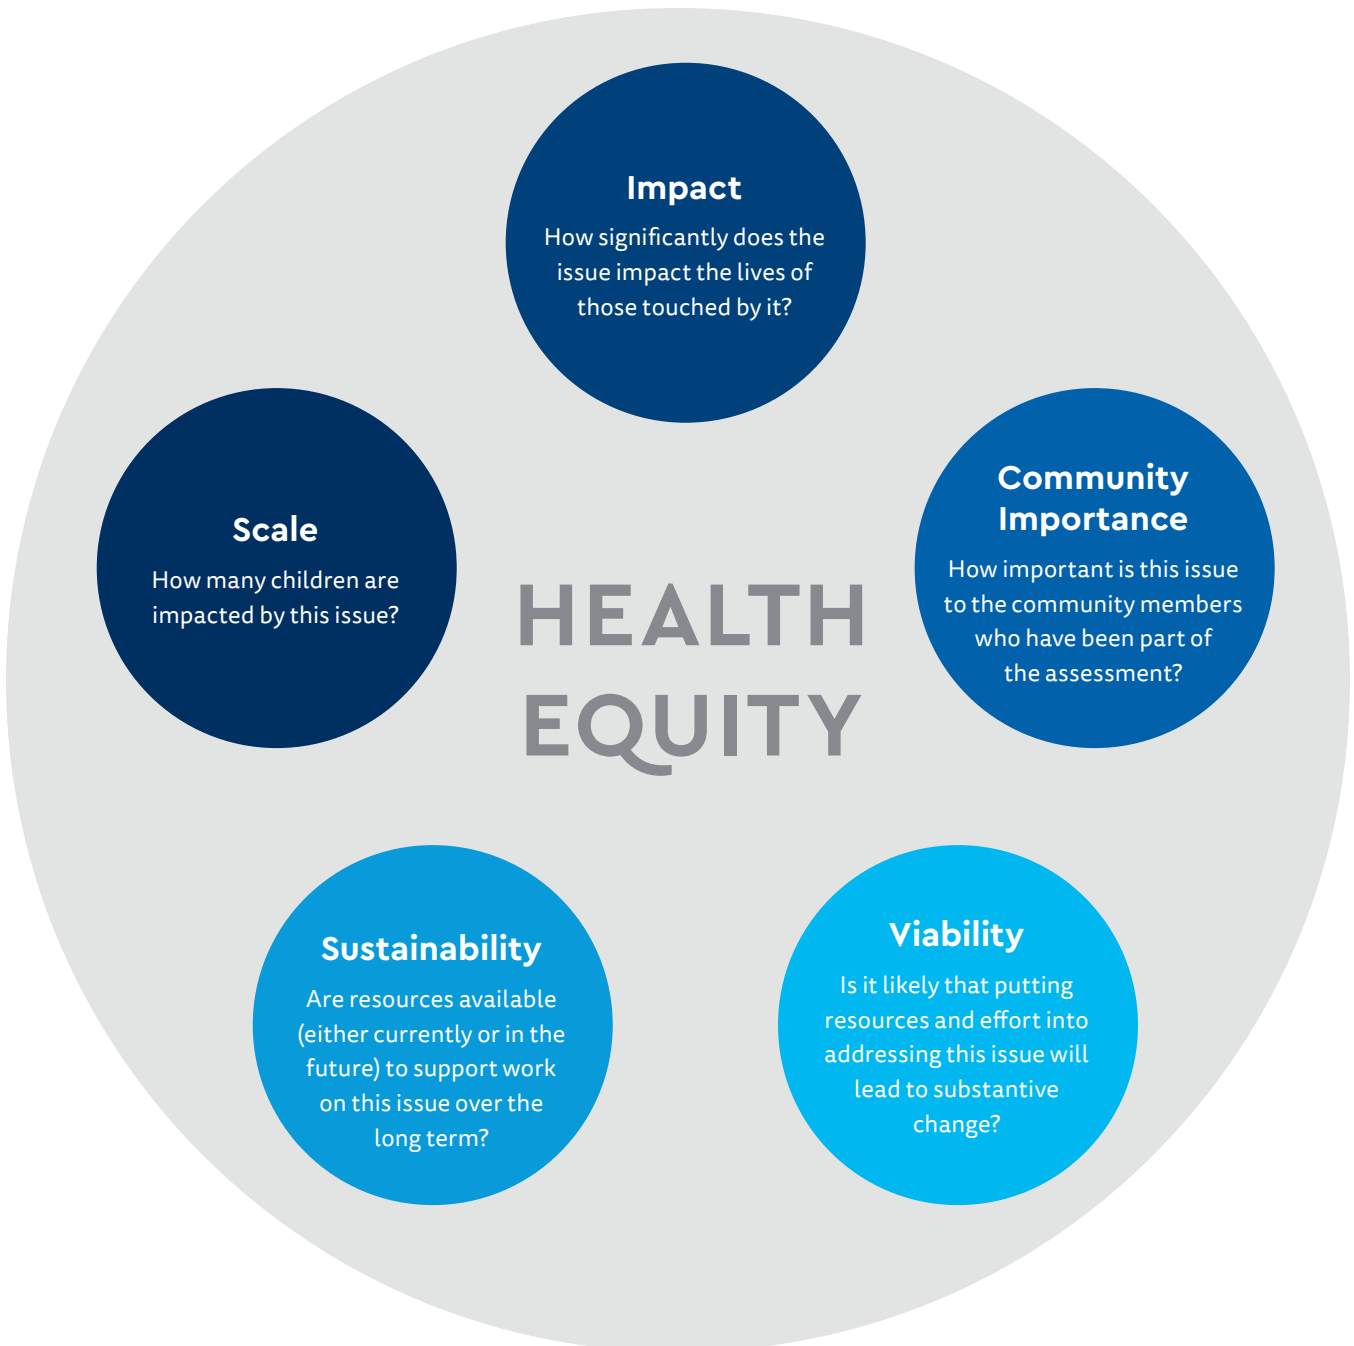 Impact
How significantly does the
issue impact the lives of
those touched by it?
Scale
How many children are
impacted by this issue?
Community
Importance
How important is this issue
to the community members
who have been part of
the assessment?
HEALTH
EQUITY
Sustainability
Are resources available
(either currently or in the
future) to support work
on this issue over the
long term?
Viability
Is it likely that putting
resources and effort into
addressing this issue will
lead to substantive
change?